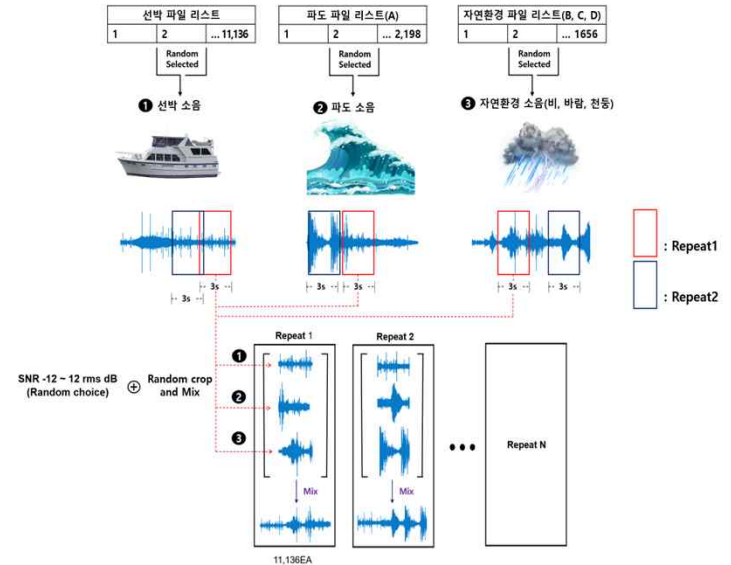 선박 파일 리스트
1 2 ... 11,136
파도 파일 리스트(A)
1 2 ... 2,198
자연환경 파일 리스트(B, C, D)
1 2 ... 1656
Random
Selected
Random
Selected
Random
Selected
❶ 선박 소음
❷ 파도 소음
❸ 자연환경 소음(비, 바람, 천둥)
: Repeat1
: Repeat2
3s
3s
3s
3s
3s
3s
Repeat 1
Repeat 2
❶
❷
❸
SNR -12 ~ 12 rms dB
(Random choice)
⊕
Random crop
and Mix
Mix
Mix
•••
Repeat N
11,136EA